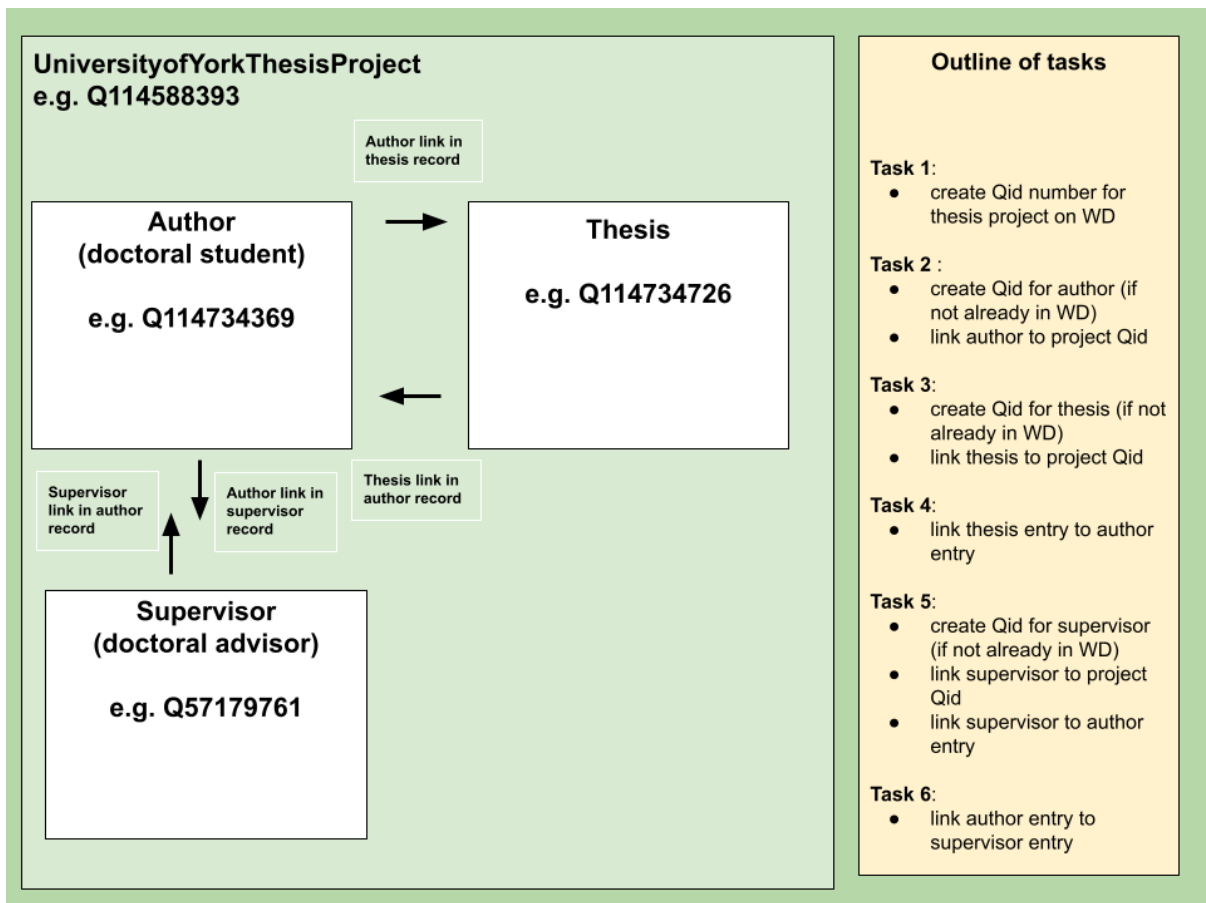 UniversityofYorkThesisProject
e.g. Q114588393
Author link in
thesis record
Author
(doctoral student)
e.g. Q114734369
Thesis
e.g. Q114734726
Supervisor
link in author
record
Author link in
supervisor
record
Thesis link in
author record
Supervisor
(doctoral advisor)
e.g. Q57179761
Outline of tasks
Task 1:
● create Qid number for
thesis project on WD
Task 2 :
● create Qid for author (if
not already in WD)
● link author to project Qid
Task 3:
● create Qid for thesis (if not
already in WD)
● link thesis to project Qid
Task 4:
● link thesis entry to author
entry
Task 5:
● create Qid for supervisor
(if not already in WD)
● link supervisor to project
Qid
● link supervisor to author
entry
Task 6:
● link author entry to
supervisor entry